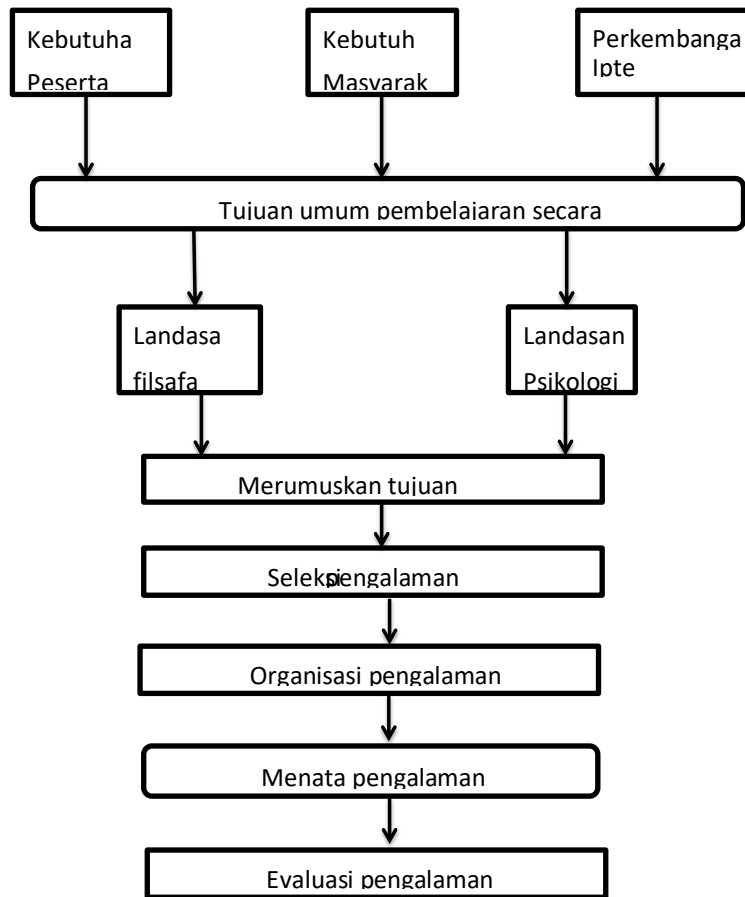 Kebutuha
Peserta
Kebutuh
Masyarak
Perkembanga
Ipte
Tujuan umum pembelajaran secara
Landasa
filsafa
Landasan
Psikologi
Merumuskan tujuan
Seleksi pengalaman
Organisasi pengalaman
Menata pengalaman
Evaluasi pengalaman